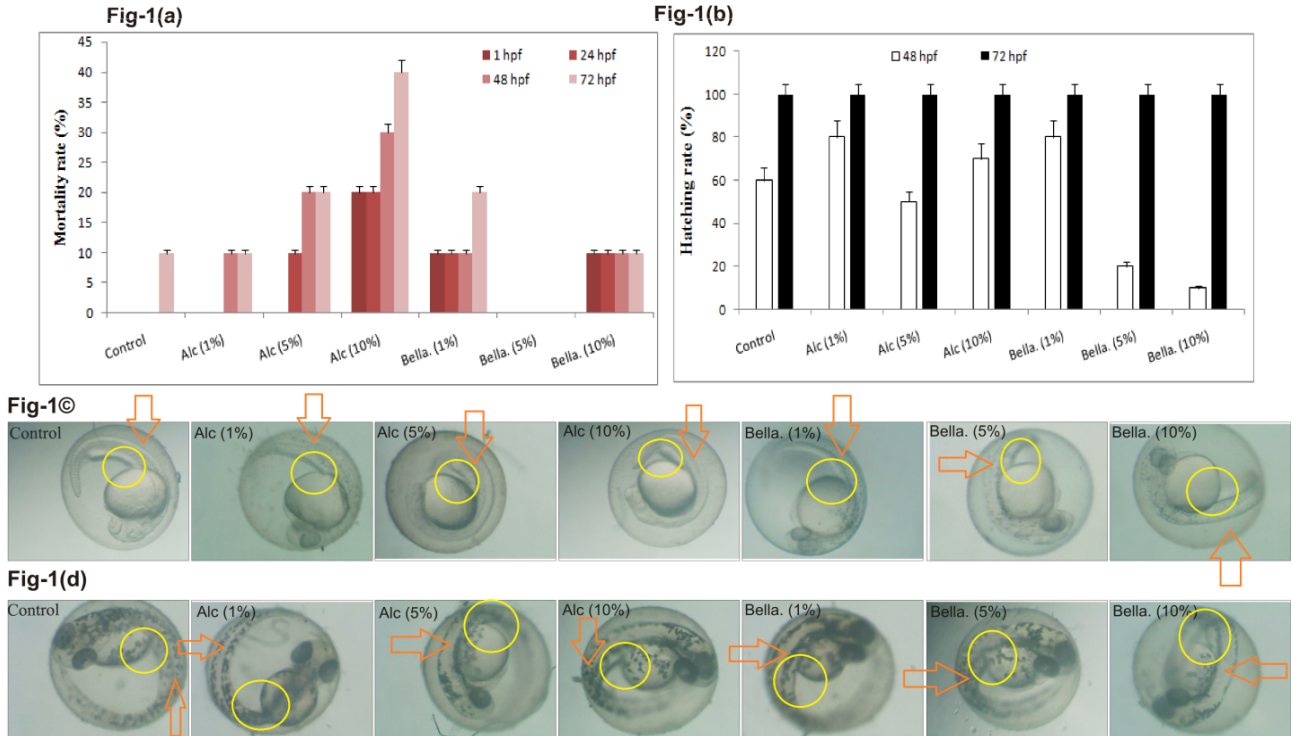 Fig-1(a)
Mortality rate (%)
45
40
35
30
25
20
15
10
5
0
1 hpf
24 hpf
48 hpf
72 hpf
Control
Alc (1%)
Alc (5%)
Alc (10%)
Bella. (1%)
Bella. (5%)
Bella. (10%)
Fig-1(b)
Hatching rate (%)
120
100
80
60
40
20
0
48 hpf
72 hpf
Control
Alc (1%)
Alc (5%)
Alc (10%)
Bella. (1%)
Bella. (5%)
Bella. (10%)
Fig-1©
Control
Alc (1%)
Alc (5%)
Alc (10%)
Bella. (1%)
Bella. (5%)
Bella. (10%)
Fig-1(d)
Control
Alc (1%)
Alc (5%)
Alc (10%)
Bella. (1%)
Bella. (5%)
Bella. (10%)